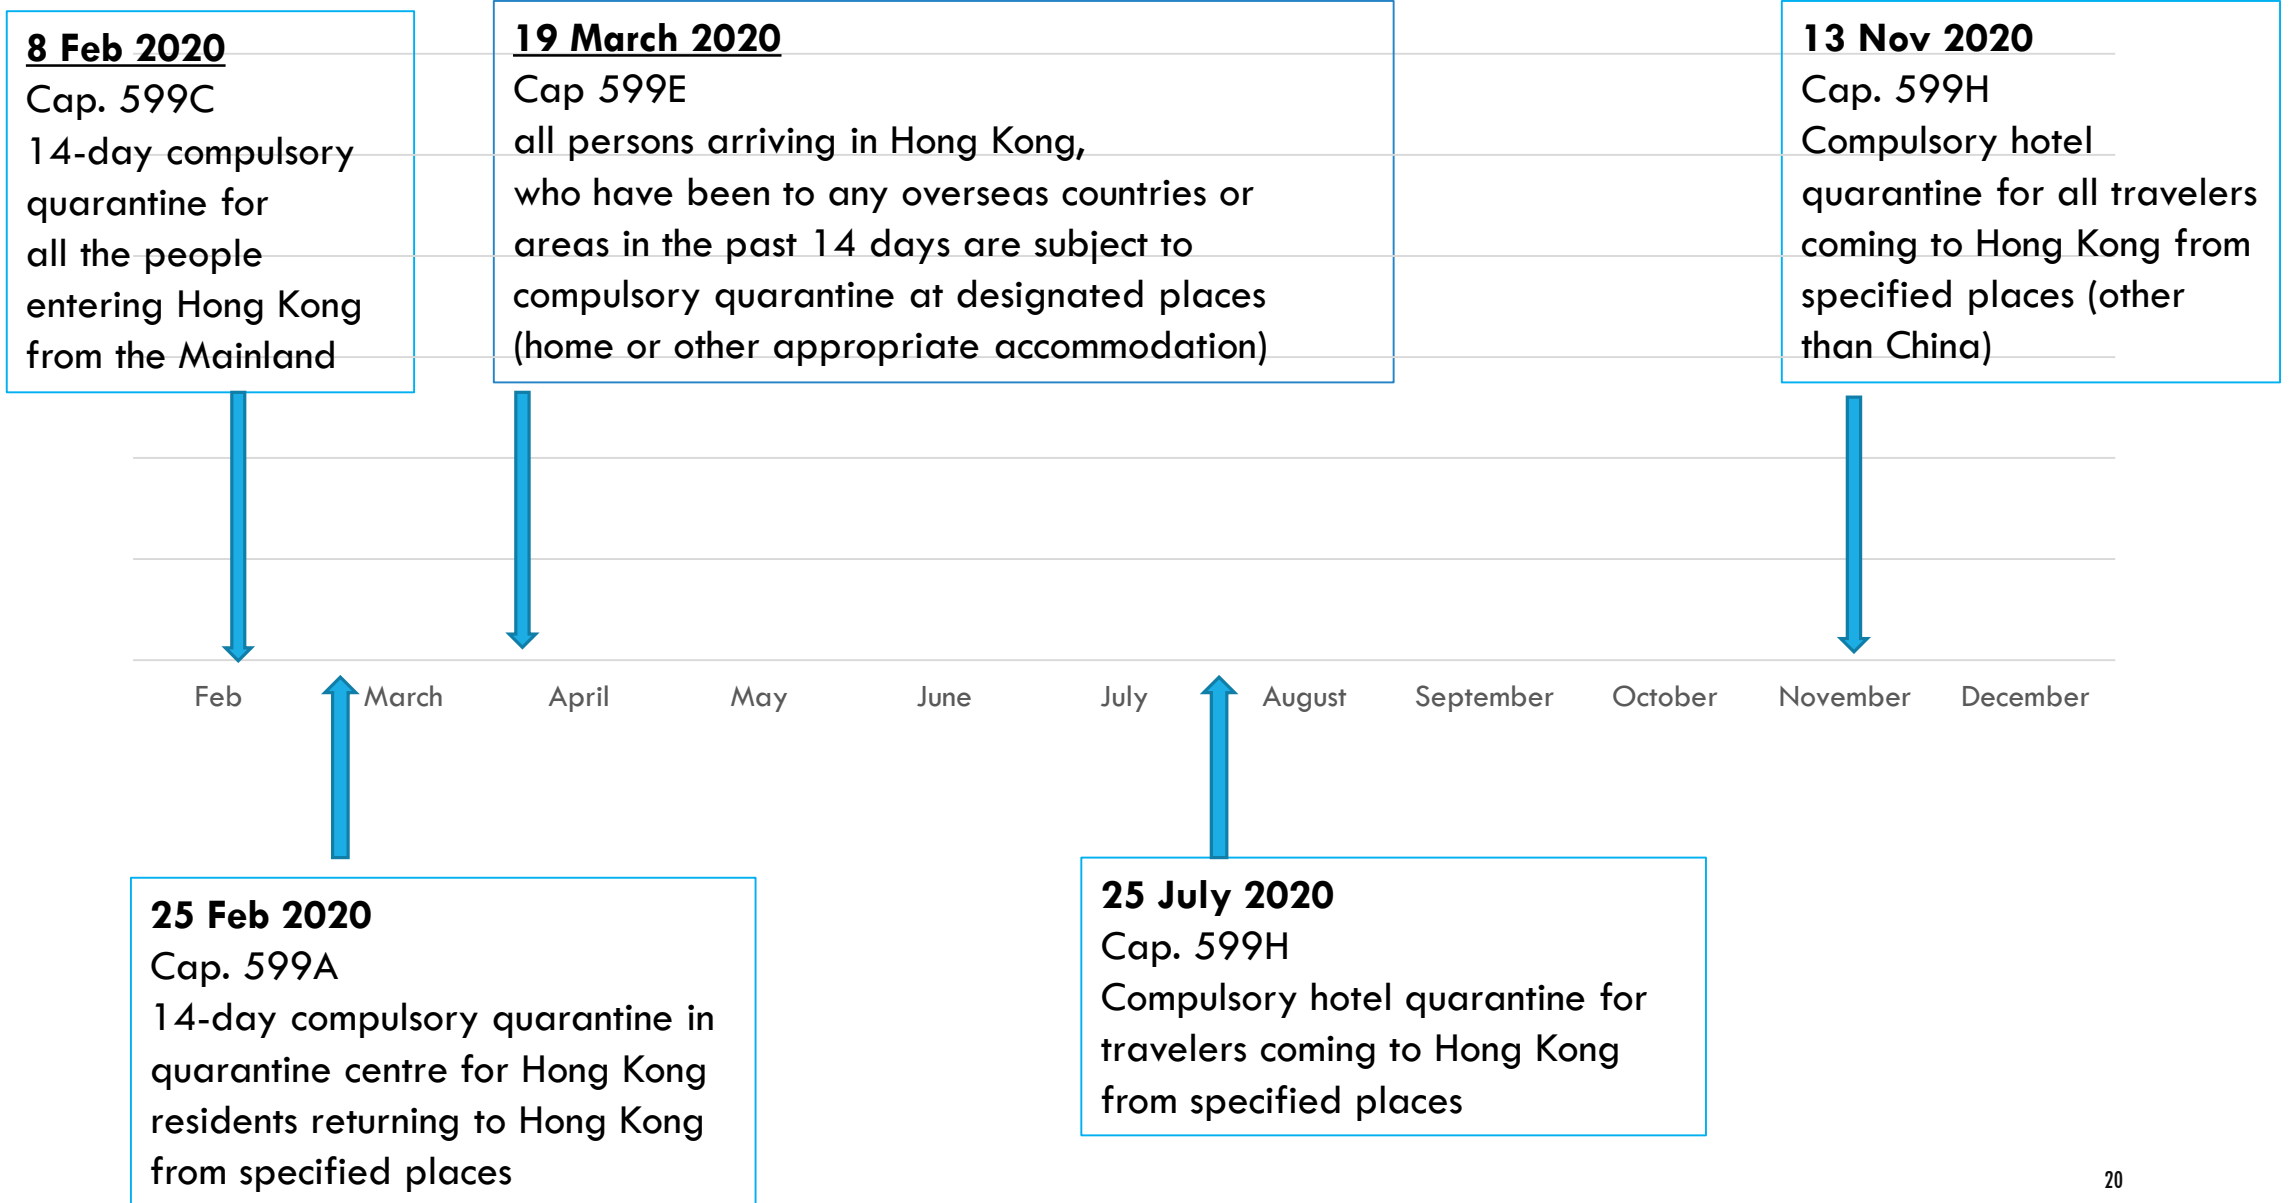 8 Feb 2020
Cap. 599C
14-day compulsory
quarantine for
all the people
entering Hong Kong
from the Mainland
19 March 2020
Cap 599E
all persons arriving in Hong Kong,
who have been to any overseas countries or
areas in the past 14 days are subject to
compulsory quarantine at designated places
(home or other appropriate accommodation)
13 Nov 2020
Cap. 599H
Compulsory hotel
quarantine for all travelers
coming to Hong Kong from
specified places (other
than China)
Feb March April May June July August September October November December
25 Feb 2020
Cap. 599A
14-day compulsory quarantine in
quarantine centre for Hong Kong
residents returning to Hong Kong
from specified places
25 July 2020
Cap. 599H
Compulsory hotel quarantine for
travelers coming to Hong Kong
from specified places
20